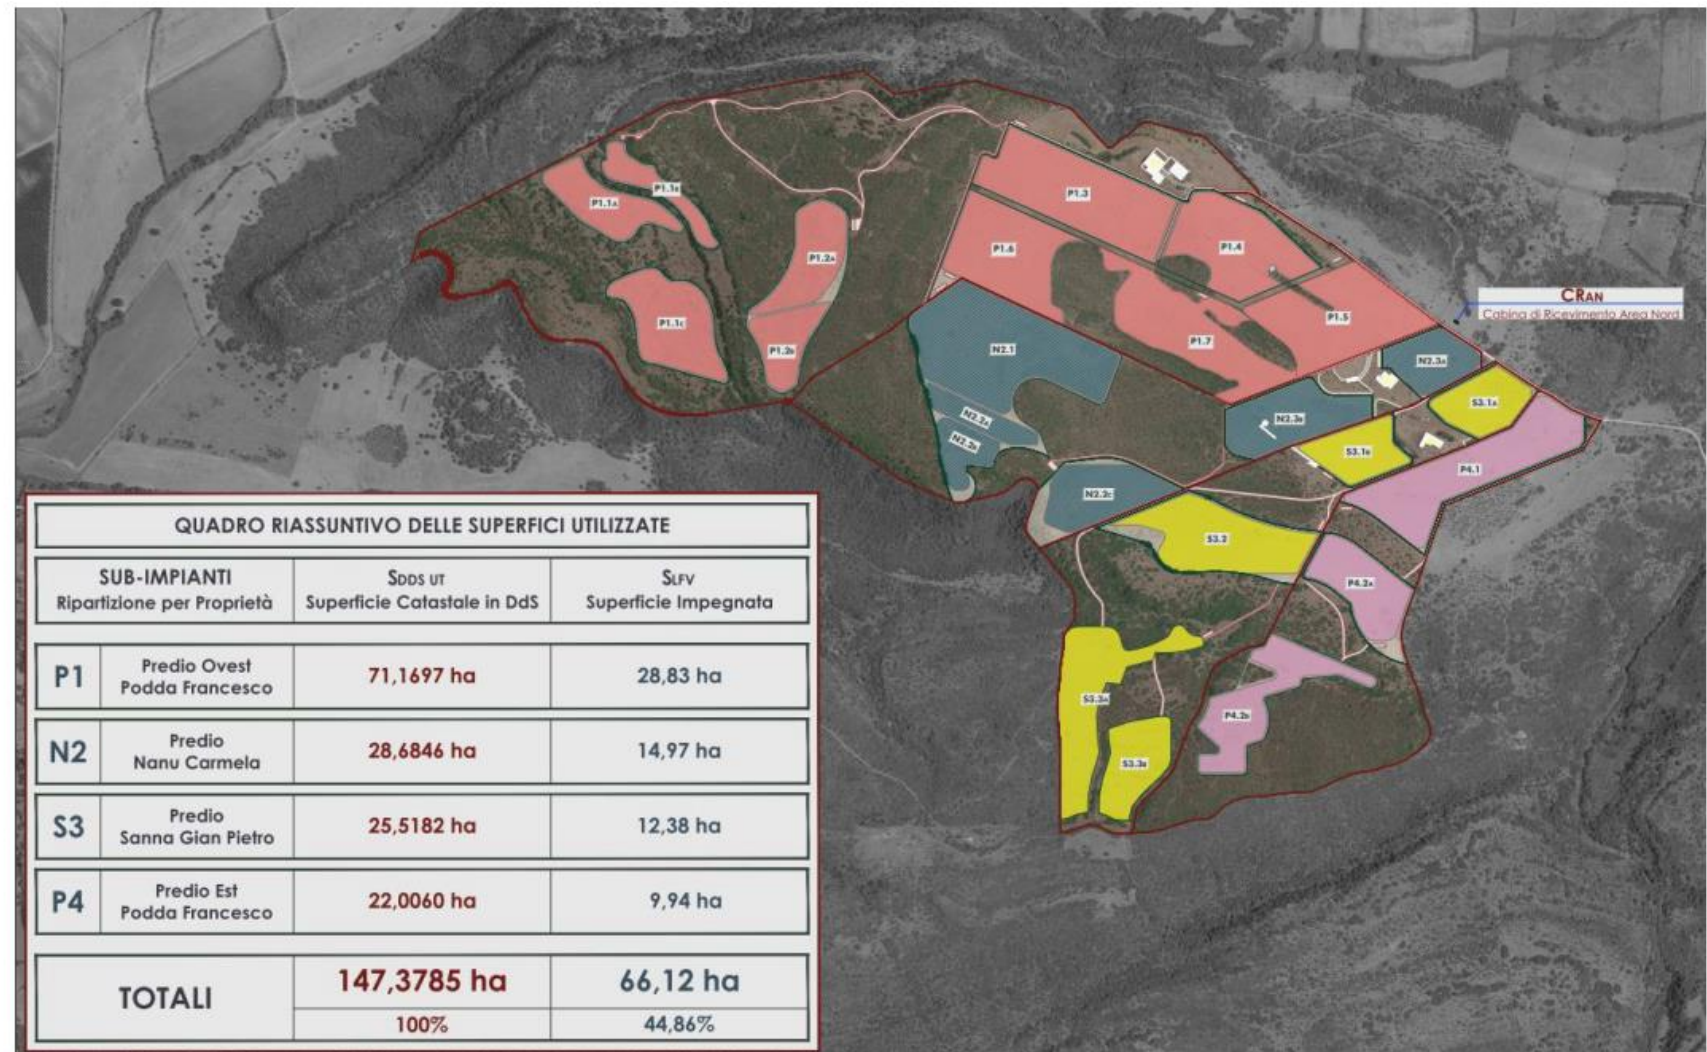 P1.1A
P1.1B
P1.1C
P1.2A
P1.2B
P1.3
P1.4
P1.5
P1.6
P1.7
CRAN
Cabina di Ricevimento Area Nord
N2.1
N2.2A
N2.2B
N2.2C
N2.3A
N2.3B
S3.1A
S3.1B
S3.2
S3.3A
S3.3B
P4.1
P4.2A
P4.2B
QUADRO RIASSUNTIVO DELLE SUPERFICI UTILIZZATE
SUB-IMPIANTI
Ripartizione per Proprietà
SDDS UT
Superficie Catastale in DdS
SLFV
Superficie Impegnata
P1
Predio Ovest
Podda Francesco
71,1697 ha
28,83 ha
N2
Predio
Nanu Carmela
28,6846 ha
14,97 ha
S3
Predio
Sanna Gian Pietro
25,5182 ha
12,38 ha
P4
Predio Est
Podda Francesco
22,0060 ha
9,94 ha
TOTALI
147,3785 ha
66,12 ha
100%
44,86%